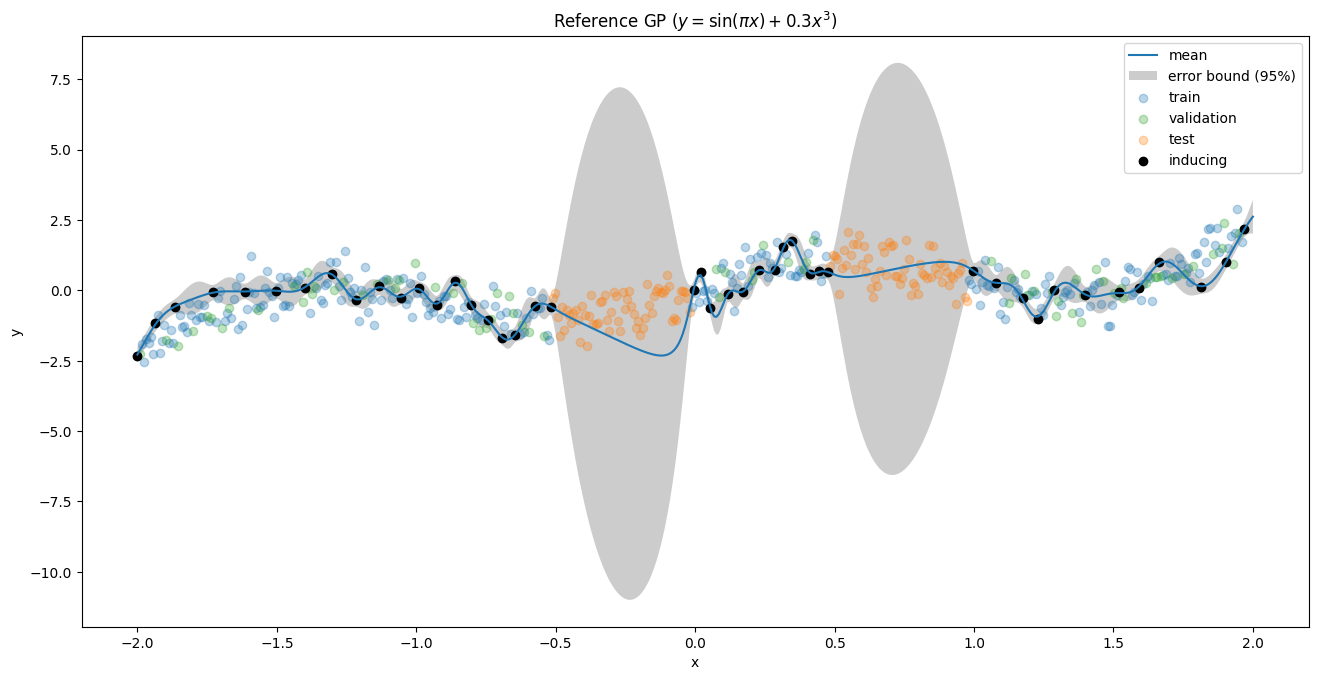 Reference GP (y = sin(πx) + 0.3x³)
mean
error bound (95%)
train
validation
test
inducing
7.5
5.0
2.5
0.0
−2.5
−5.0
−7.5
−10.0
y
−2.0 −1.5 −1.0 −0.5 0.0 0.5 1.0 1.5 2.0
x